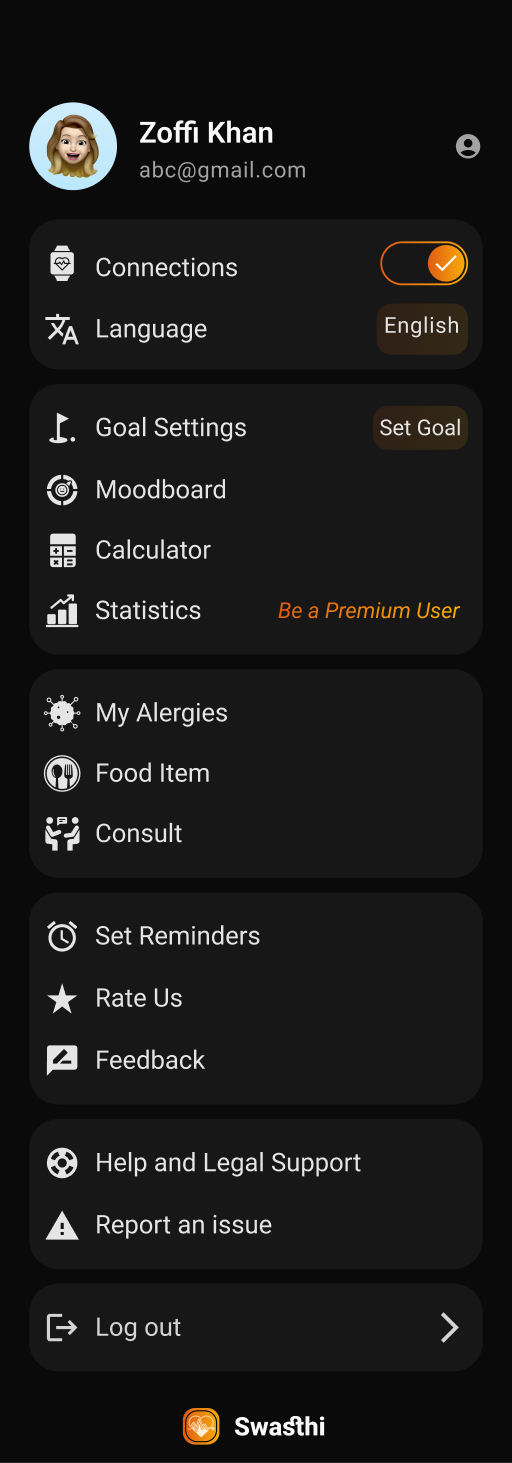 Zoffi Khan
abc@gmail.com
Connections
Language English
Goal Settings Set Goal
Moodboard
Calculator
Statistics Be a Premium User
My Alergies
Food Item
Consult
Set Reminders
Rate Us
Feedback
Help and Legal Support
Report an issue
Log out
Swasthi